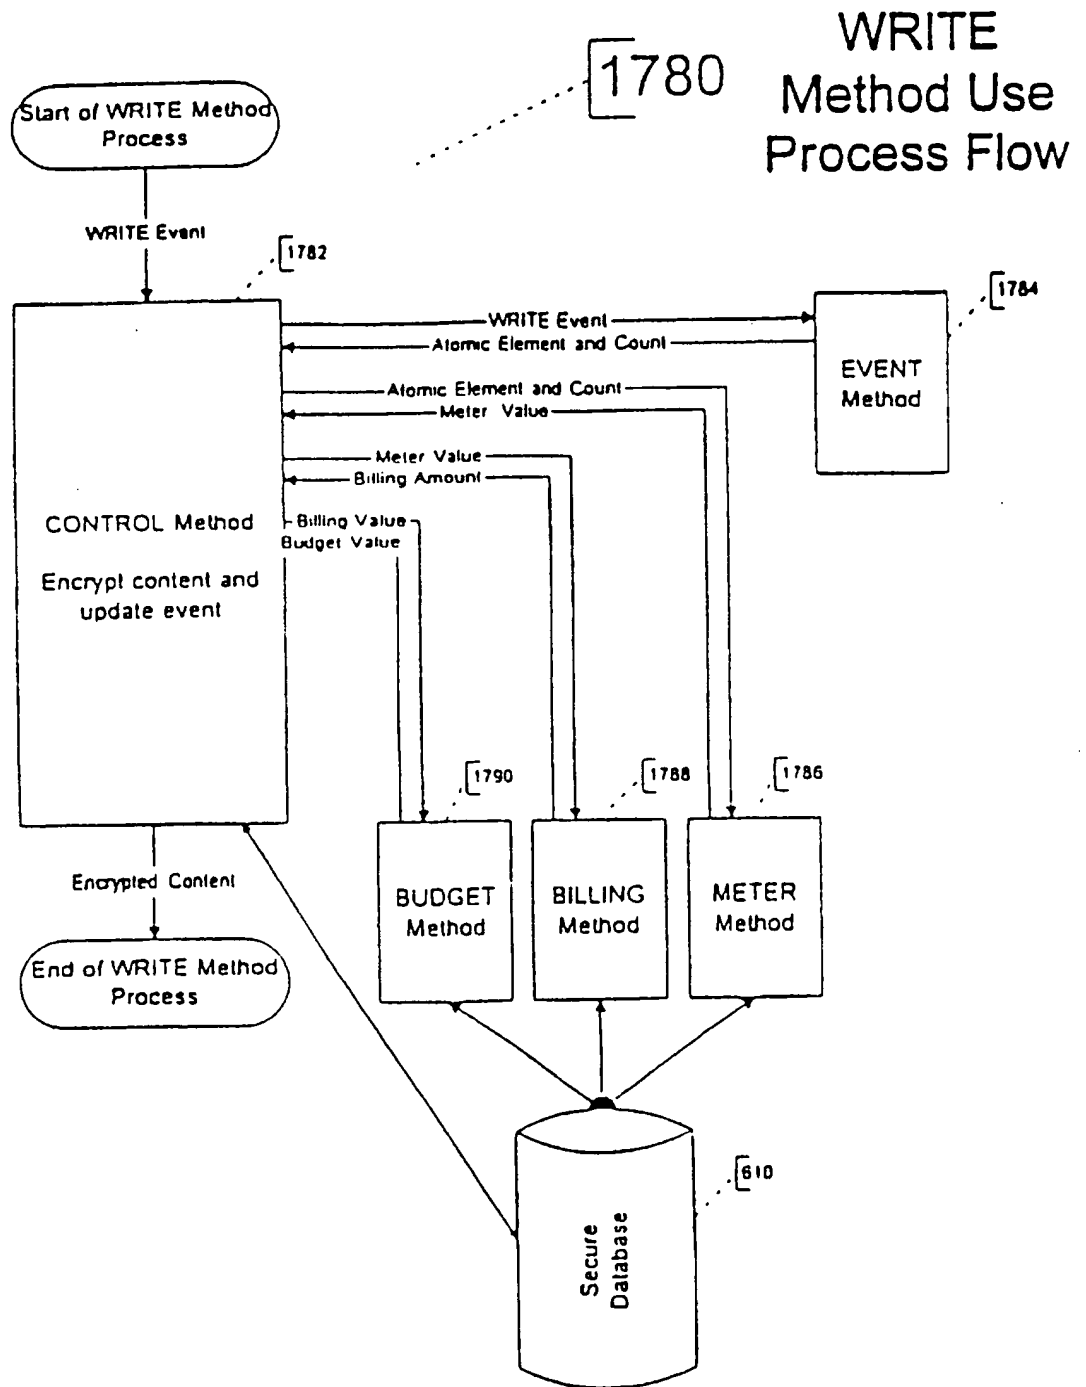 WRITE
Method Use
Process Flow
1780
Start of WRITE Method
Process
WRITE Event
1782
1784
WRITE Event
Atomic Element and Count
EVENT
Method
Atomic Element and Count
Meter Value
Meter Value
Billing Amount
Billing Value
Budget Value
CONTROL Method
Encrypt content and
update event
1790
1788
1786
Encrypted Content
BUDGET
Method
BILLING
Method
METER
Method
End of WRITE Method
Process
610
Secure
Database